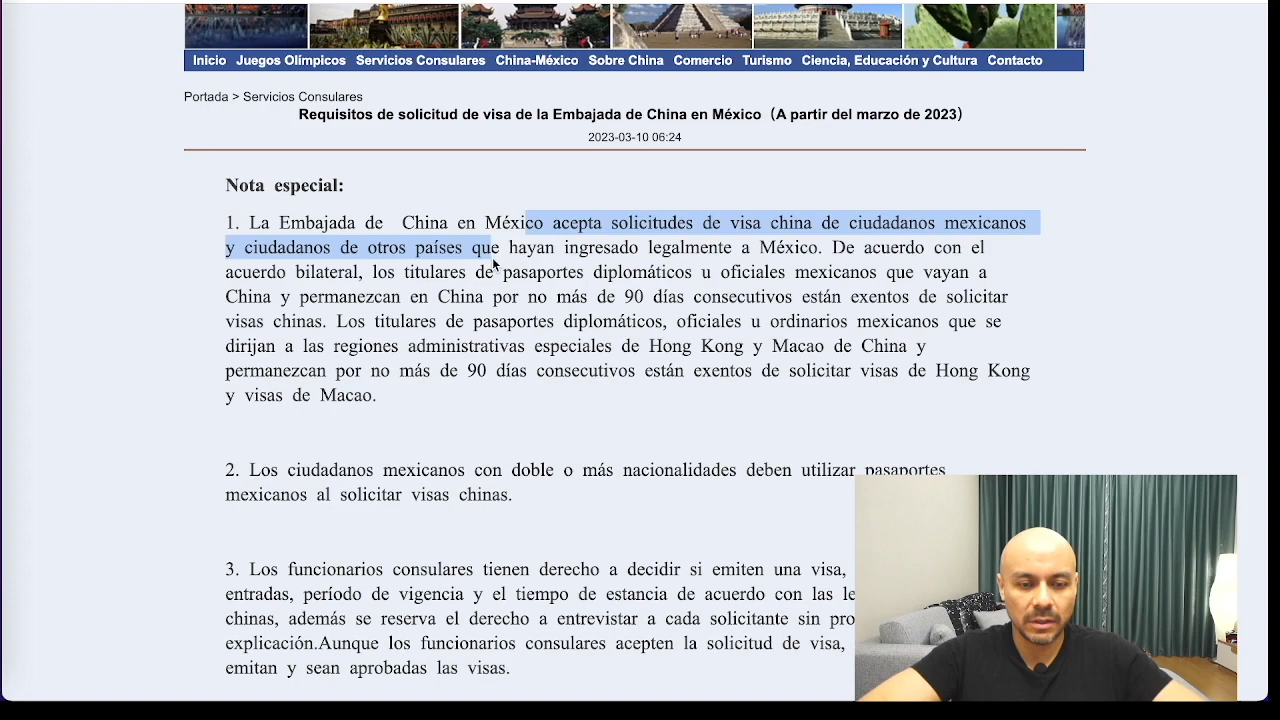 Inicio Juegos Olímpicos Servicios Consulares China-México Sobre China Comercio Turismo Ciencia, Educación y Cultura Contacto
Portada > Servicios Consulares
Requisitos de solicitud de visa de la Embajada de China en México（A partir del marzo de 2023）
2023-03-10 06:24
Nota especial:
1. La Embajada de China en México acepta solicitudes de visa china de ciudadanos mexicanos
y ciudadanos de otros países que hayan ingresado legalmente a México. De acuerdo con el
acuerdo bilateral, los titulares de pasaportes diplomáticos u oficiales mexicanos que vayan a
China y permanezcan en China por no más de 90 días consecutivos están exentos de solicitar
visas chinas. Los titulares de pasaportes diplomáticos, oficiales u ordinarios mexicanos que se
dirijan a las regiones administrativas especiales de Hong Kong y Macao de China y
permanezcan por no más de 90 días consecutivos están exentos de solicitar visas de Hong Kong
y visas de Macao.
2. Los ciudadanos mexicanos con doble o más nacionalidades deben utilizar pasaportes
mexicanos al solicitar visas chinas.
3. Los funcionarios consulares tienen derecho a decidir si emiten una visa,
entradas, período de vigencia y el tiempo de estancia de acuerdo con las le
chinas, además se reserva el derecho a entrevistar a cada solicitante sin pro
explicación.Aunque los funcionarios consulares acepten la solicitud de visa,
emitan y sean aprobadas las visas.